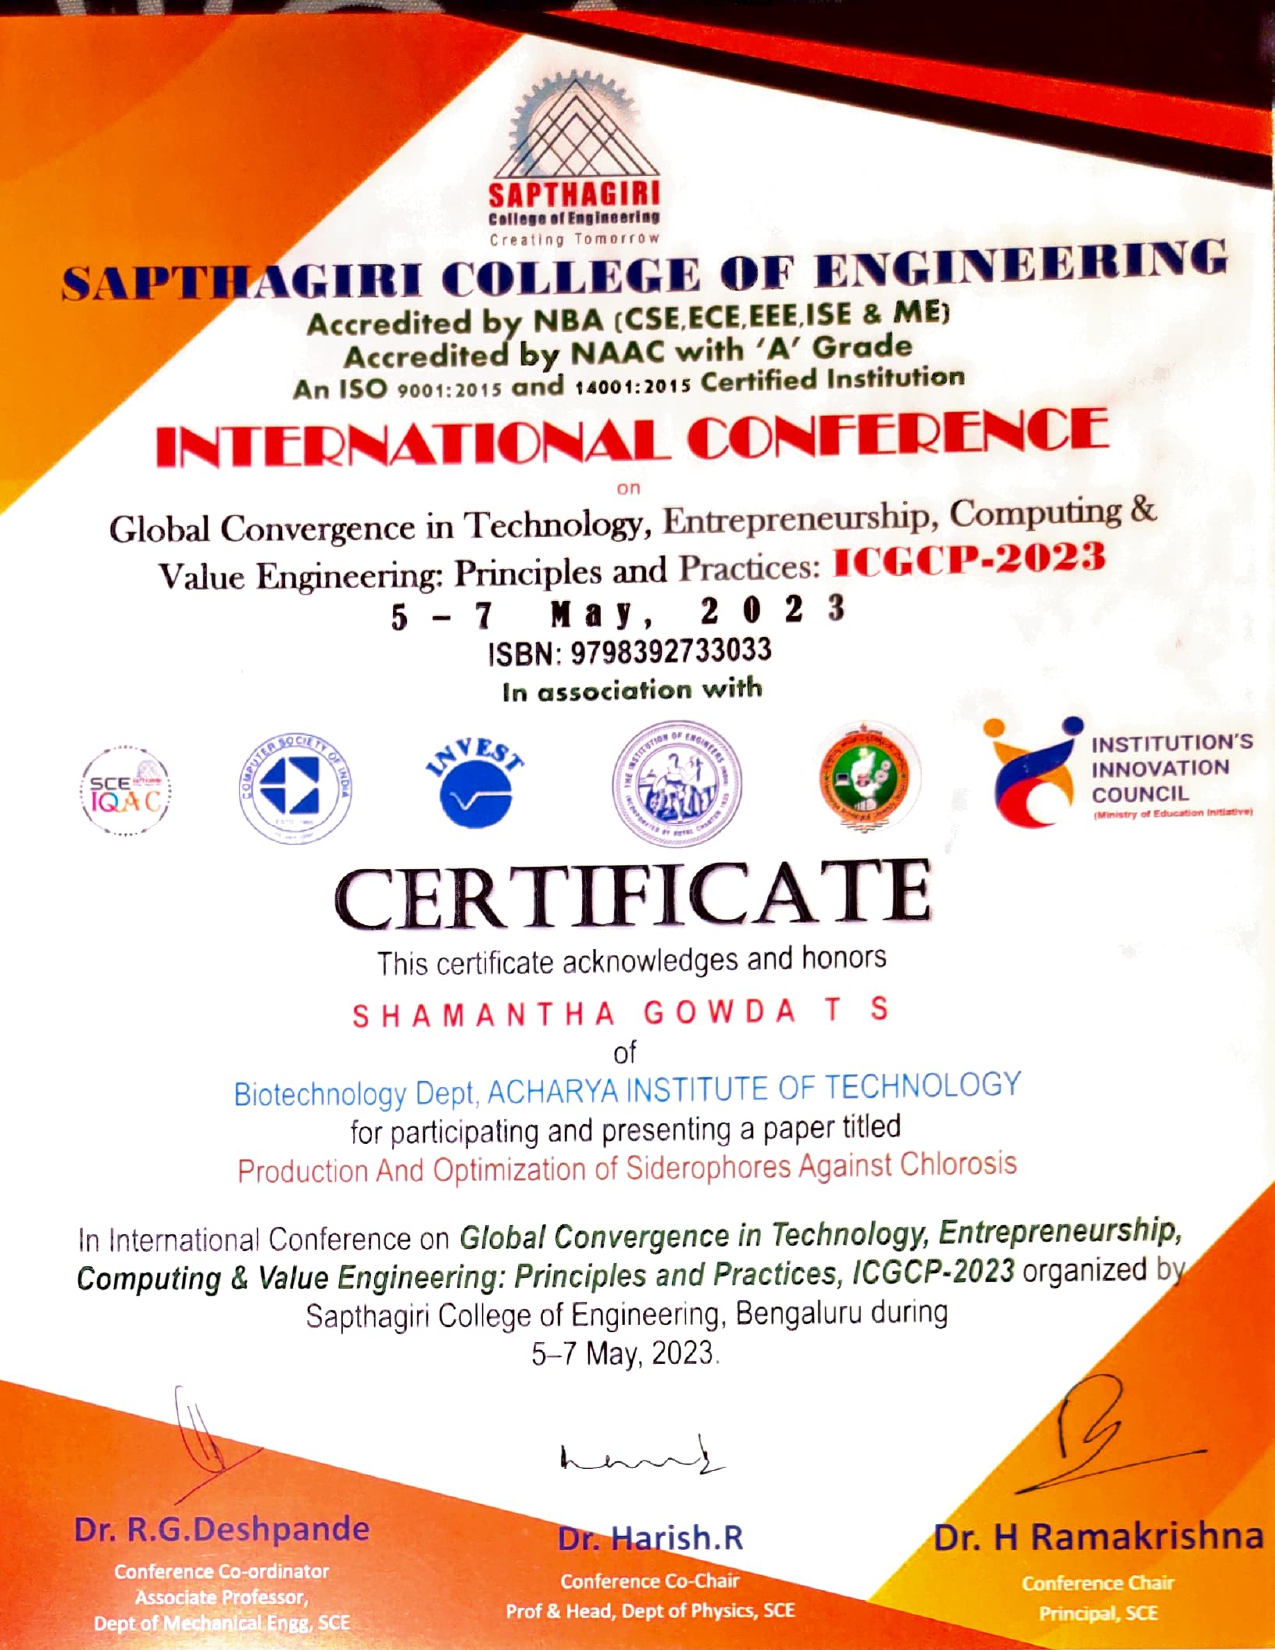 SAPTHAGIRI
College of Engineering
Creating Tomorrow
SAPTHAGIRI COLLEGE OF ENGINEERING
Accredited by NBA (CSE,ECE,EEE,ISE & ME)
Accredited by NAAC with ‘A’ Grade
An ISO 9001:2015 and 14001:2015 Certified Institution
INTERNATIONAL CONFERENCE
on
Global Convergence in Technology, Entrepreneurship, Computing &
Value Engineering: Principles and Practices: ICGCP-2023
5 – 7 May, 2023
ISBN: 9798392733033
In association with
SCE
IQAC
COMPUTER SOCIETY OF INDIA
INVEST
THE INSTITUTION OF ENGINEERS
INCORPORATED BY ROYAL CHARTER
INSTITUTION'S
INNOVATION
COUNCIL
(Ministry of Education Initiative)
CERTIFICATE
This certificate acknowledges and honors
SHAMANTHA GOWDA T S
of
Biotechnology Dept, ACHARYA INSTITUTE OF TECHNOLOGY
for participating and presenting a paper titled
Production And Optimization of Siderophores Against Chlorosis
In International Conference on Global Convergence in Technology, Entrepreneurship,
Computing & Value Engineering: Principles and Practices, ICGCP-2023 organized by
Sapthagiri College of Engineering, Bengaluru during
5–7 May, 2023.
Dr. R.G.Deshpande
Conference Co-ordinator
Associate Professor,
Dept of Mechanical Engg, SCE
Dr. Harish.R
Conference Co-Chair
Prof & Head, Dept of Physics, SCE
Dr. H Ramakrishna
Conference Chair
Principal, SCE